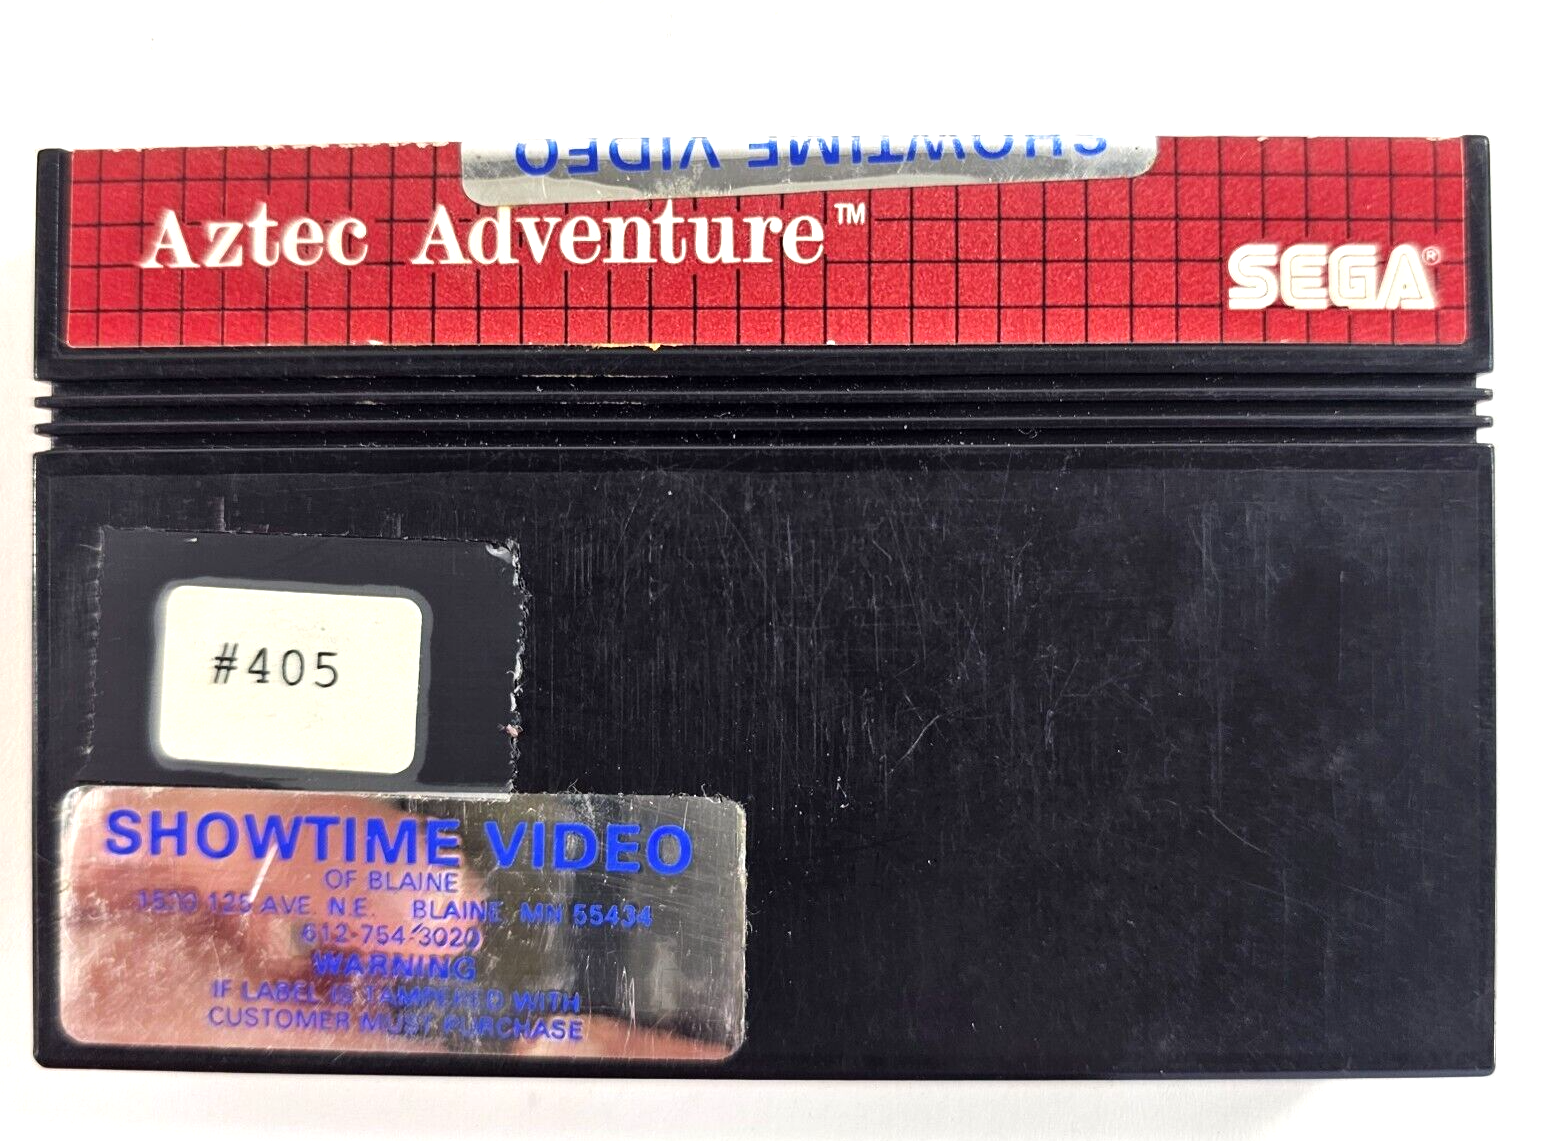 SHOWTIME VIDEO
Aztec Adventure™
SEGA®
#405
SHOWTIME VIDEO
OF BLAINE
125 AVE. N.E. BLAINE, MN 55434
612-754-3020
WARNING
IF LABEL IS TAMPERED WITH
CUSTOMER MUST PURCHASE